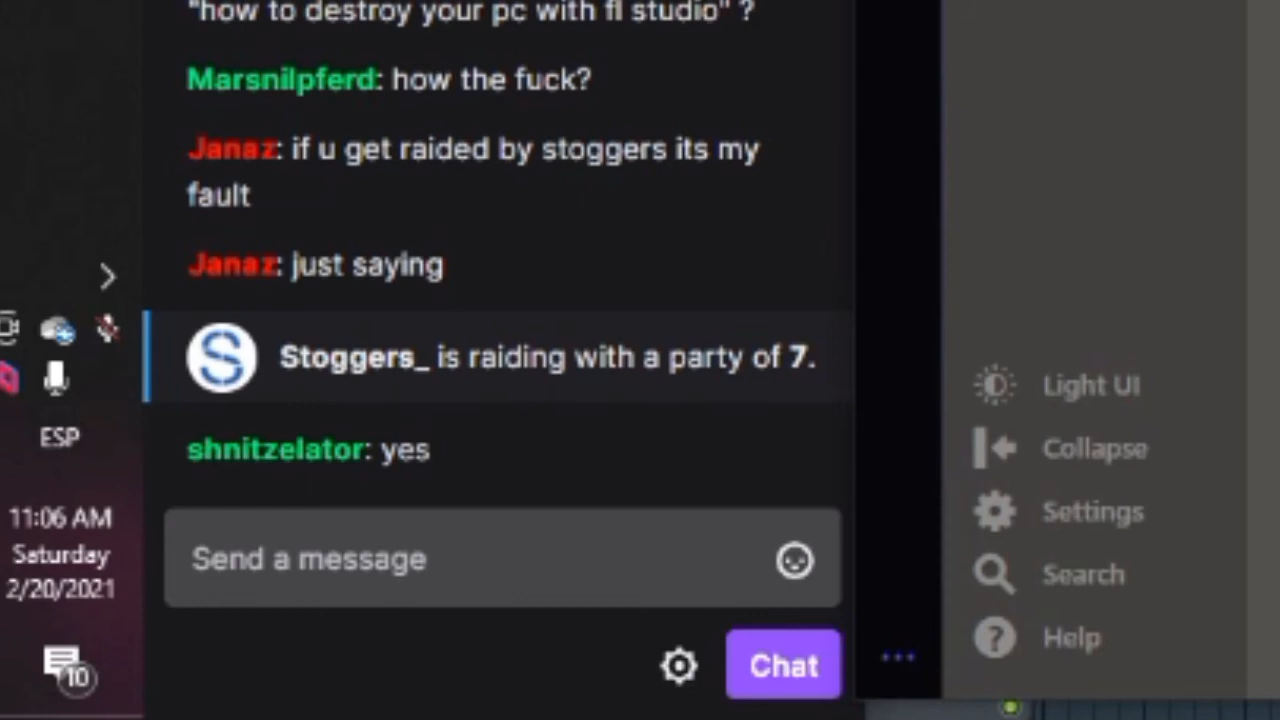 "how to destroy your pc with fl studio" ?
Marsnilpferd: how the fuck?
Janaz: if u get raided by stoggers its my
fault
Janaz: just saying
S
Stoggers_ is raiding with a party of 7.
shnitzelator: yes
Send a message
Chat
ESP
11:06 AM
Saturday
2/20/2021
10
Light UI
Collapse
Settings
Search
Help